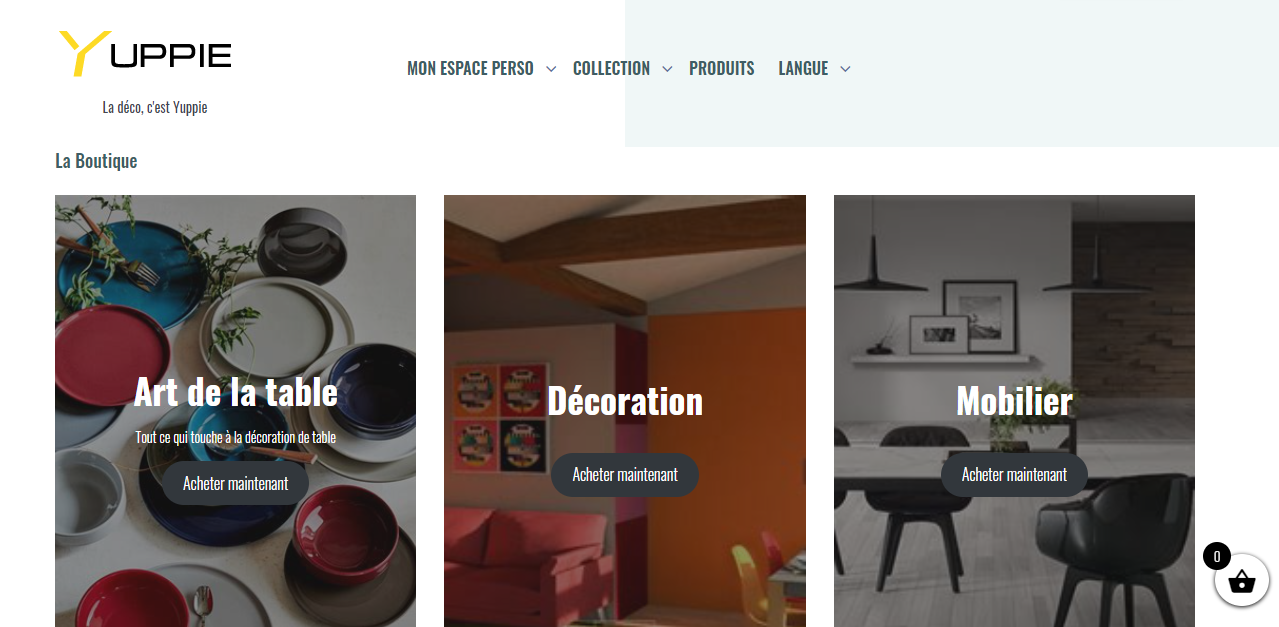 YUPPIE
La déco, c'est Yuppie
MON ESPACE PERSO
COLLECTION
PRODUITS
LANGUE
La Boutique
Art de la table
Tout ce qui touche à la décoration de table
Acheter maintenant
Décoration
Acheter maintenant
Mobilier
Acheter maintenant
0